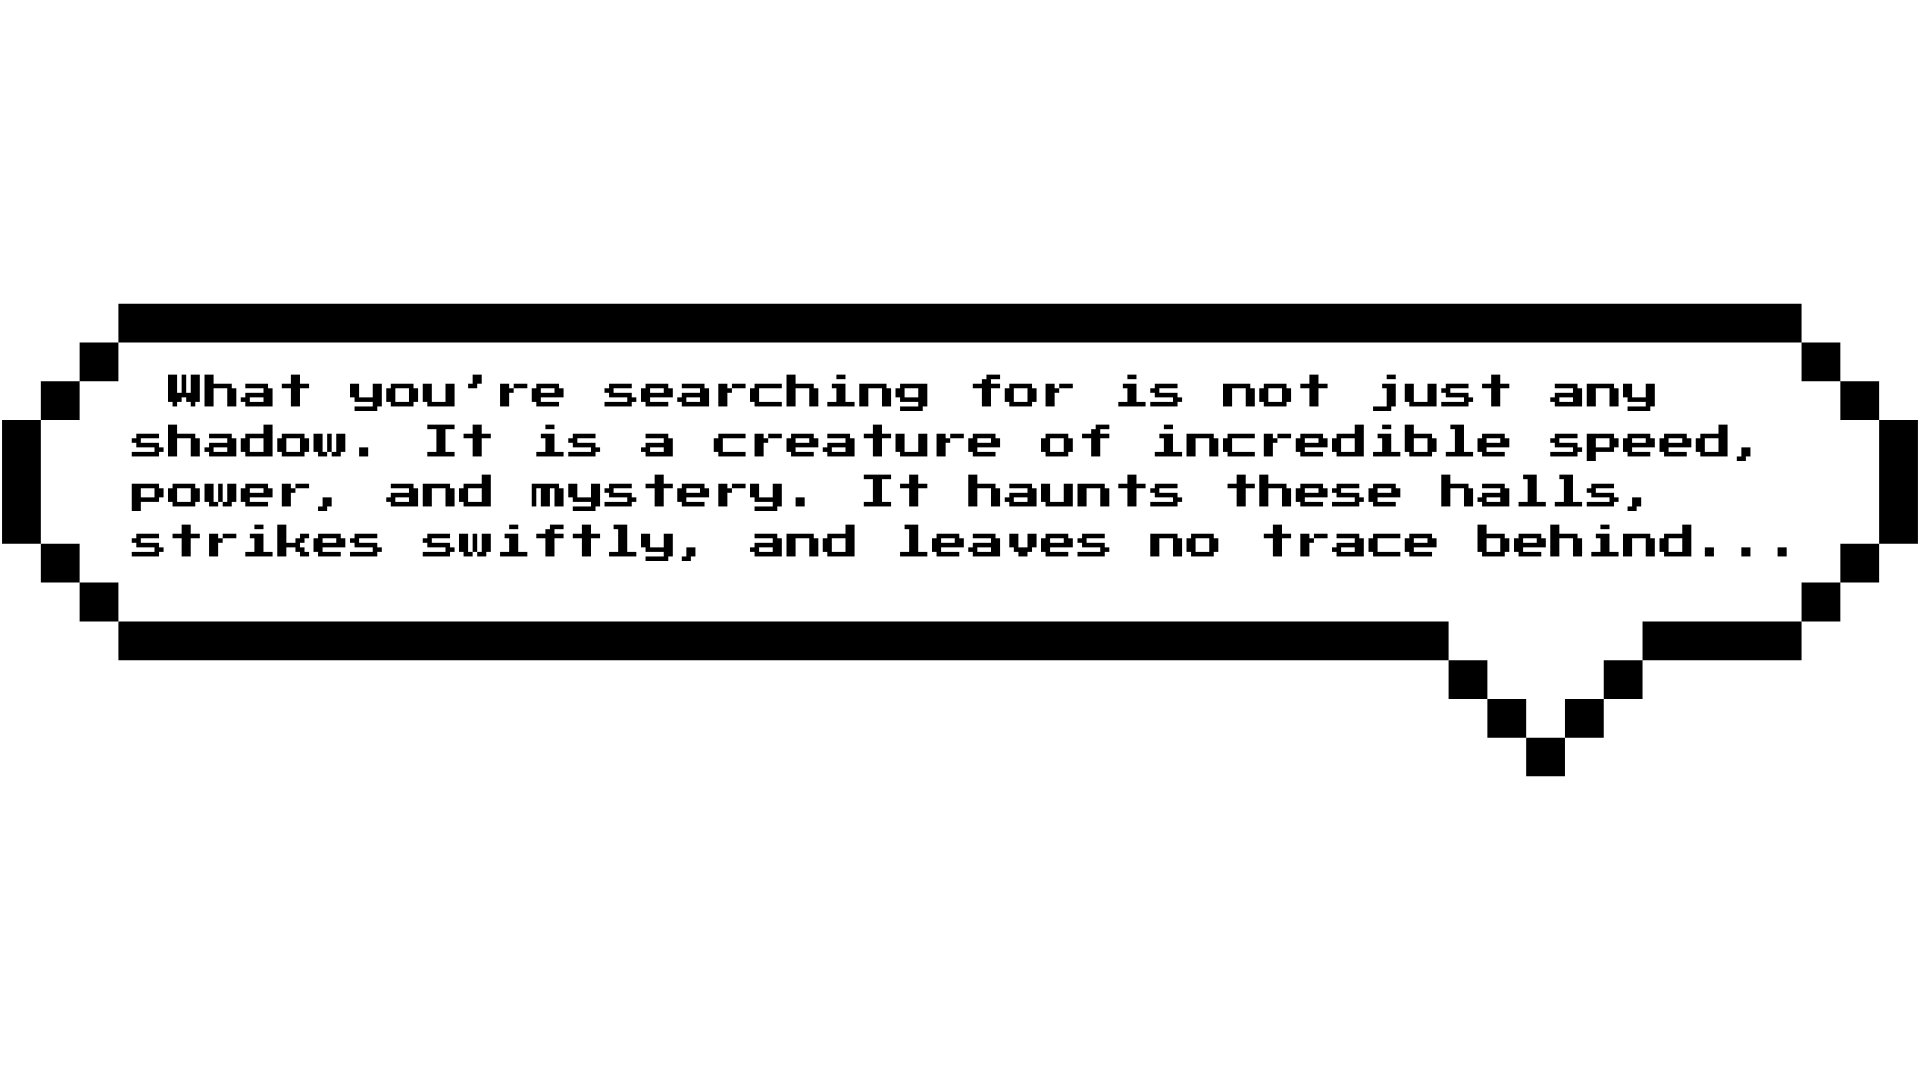 What you’re searching for is not just any
shadow. It is a creature of incredible speed,
power, and mystery. It haunts these halls,
strikes swiftly, and leaves no trace behind...